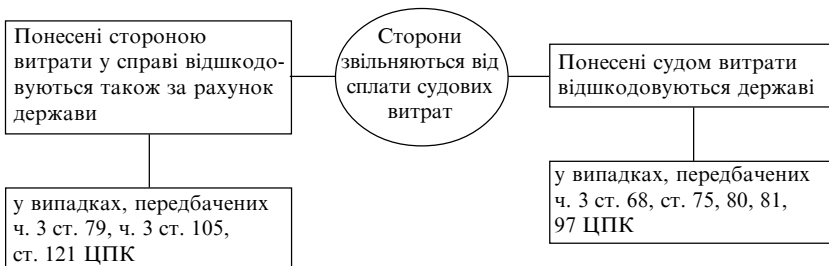 Понесені стороною
витрати у справі відшкодо-
вуються також за рахунок
держави
Сторони
звільняються від
сплати судових
витрат
Понесені судом витрати
відшкодовуються державі
у випадках, передбачених
ч. 3 ст. 79, ч. 3 ст. 105,
ст. 121 ЦПК
у випадках, передбачених
ч. 3 ст. 68, ст. 75, 80, 81,
97 ЦПК